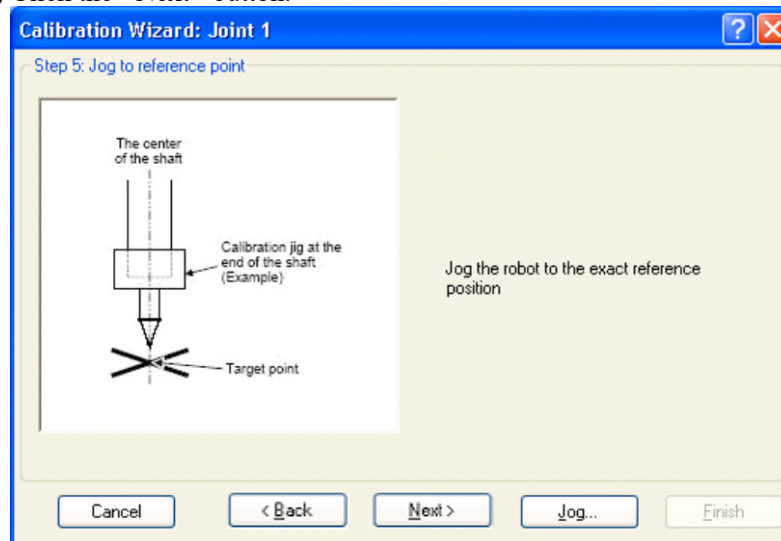 Calibration Wizard: Joint 1
Step 5: Jog to reference point
The center
of the shaft
Calibration jig at the
end of the shaft
(Example)
Target point
Jog the robot to the exact reference
position
Cancel
< Back
Next >
Jog...
Finish